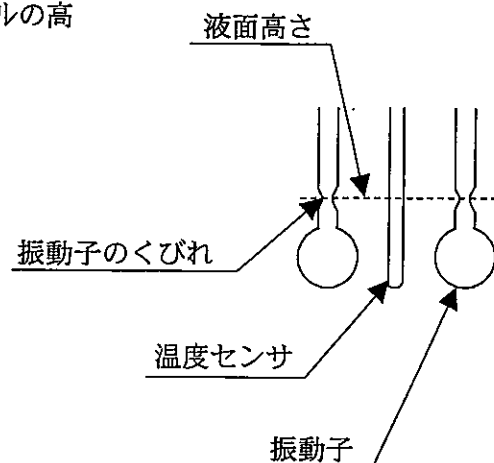 ルの高
液面高さ
振動子のくびれ
温度センサ
振動子